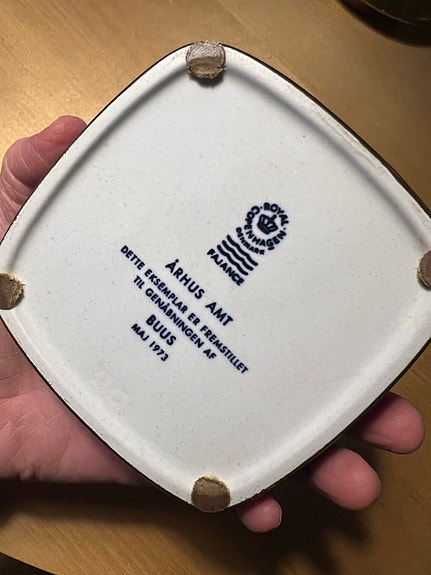 ROYAL
COPENHAGEN
DENMARK
FAJANCE
ÅRHUS AMT
DETTE EKSEMPLAR ER FREMSTILLET
TIL GENÅBNINGEN AF
BUUS
MAJ 1973